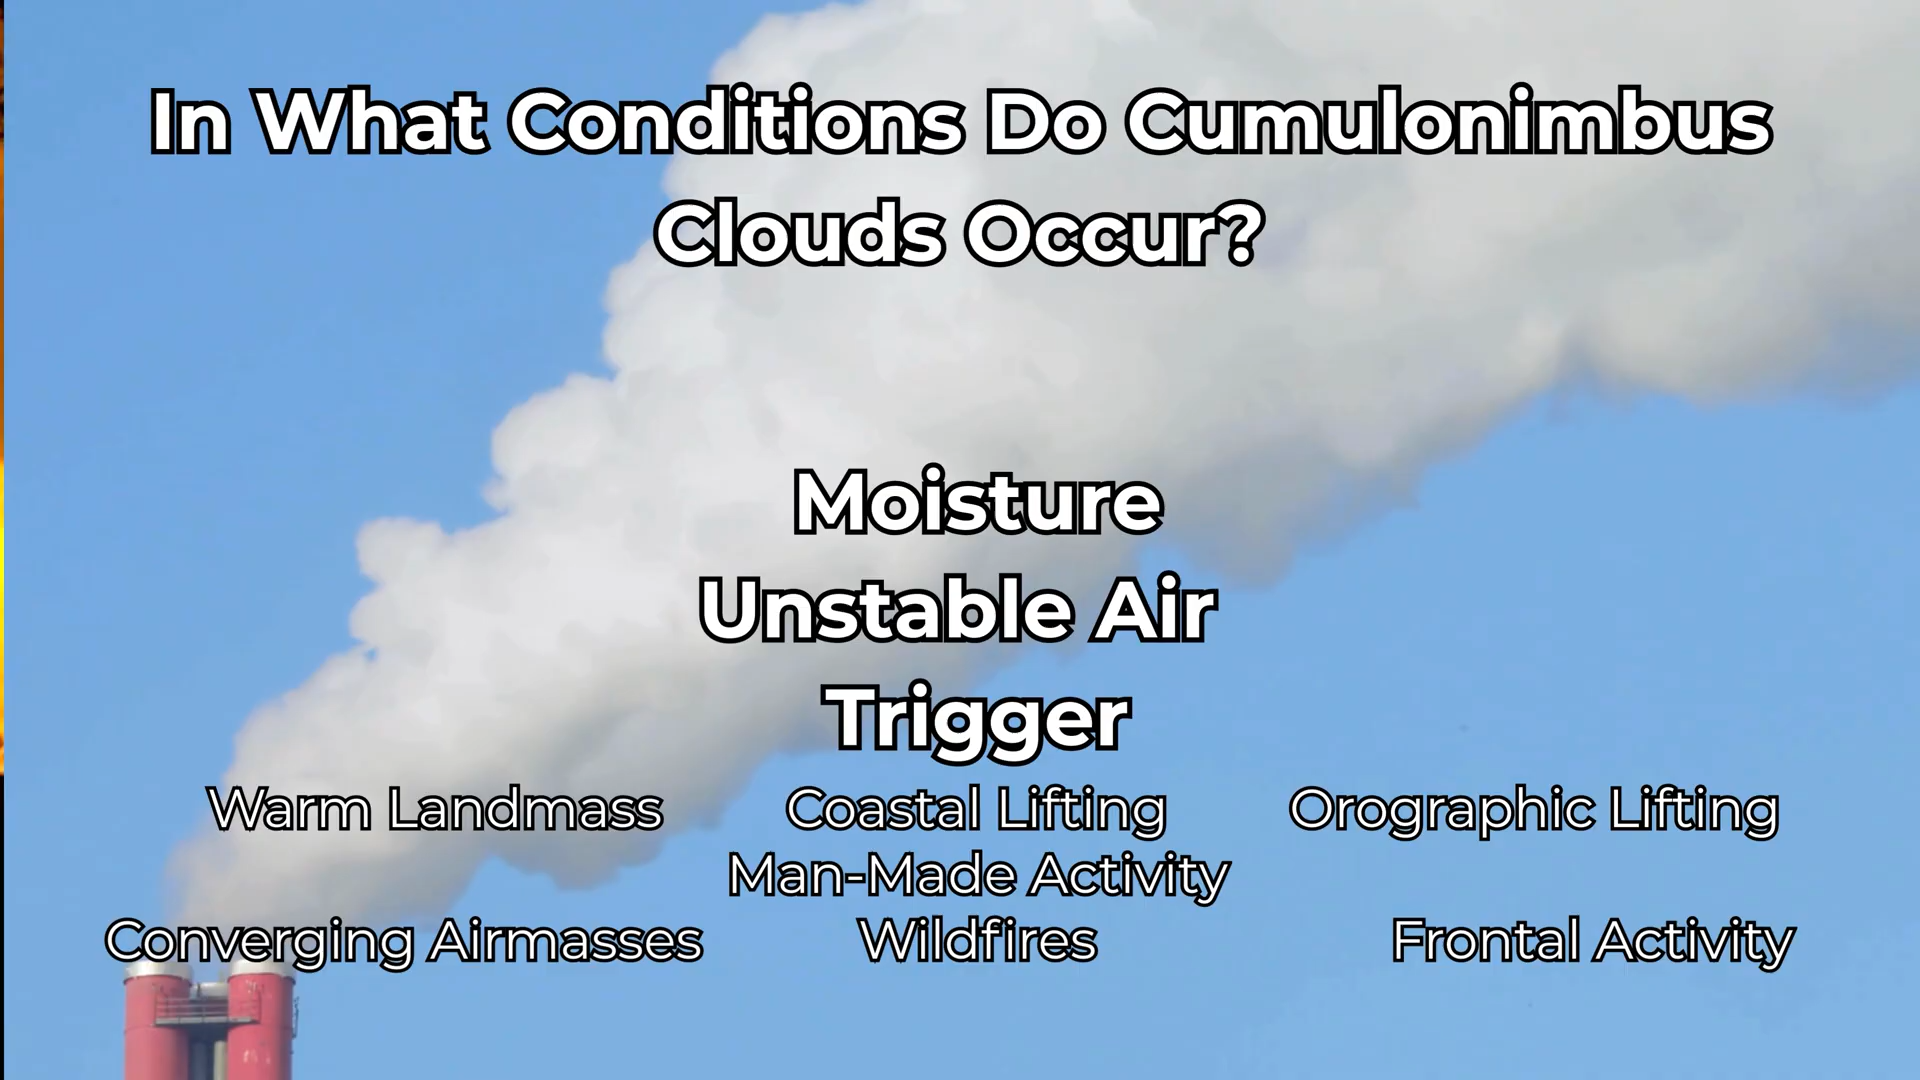 In What Conditions Do Cumulonimbus
Clouds Occur?
Moisture
Unstable Air
Trigger
Warm Landmass
Coastal Lifting
Orographic Lifting
Man-Made Activity
Converging Airmasses
Wildfires
Frontal Activity